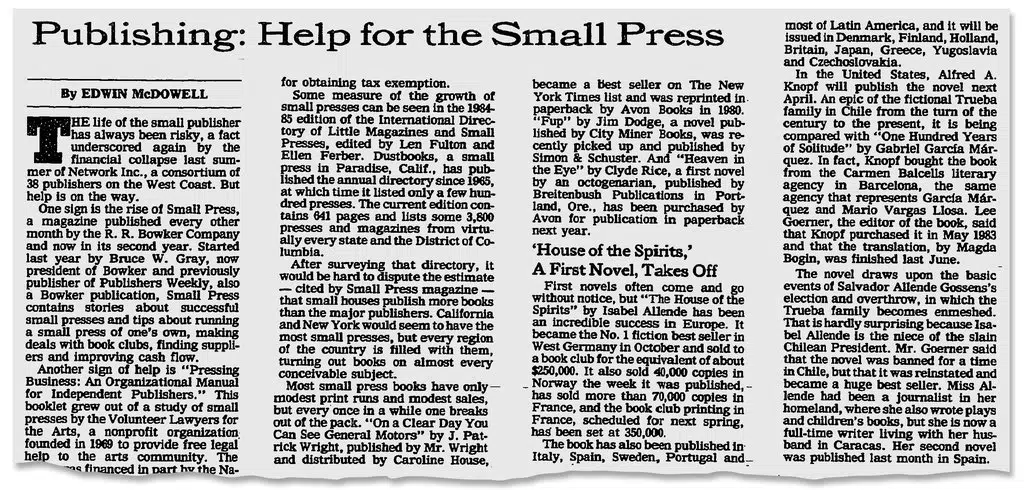 Publishing: Help for the Small Press
By EDWIN McDOWELL
THE life of the small publisher
has always been risky, a fact
underscored again by the
financial collapse last sum-
mer of Network Inc., a consortium of
38 publishers on the West Coast. But
help is on the way.
One sign is the rise of Small Press,
a magazine published every other
month by the R. R. Bowker Company
and now in its second year. Started
last year by Bruce W. Gray, now
president of Bowker and previously
publisher of Publishers Weekly, also
a Bowker publication, Small Press
contains stories about successful
small presses and tips about running
a small press of one's own, making
deals with book clubs, finding suppli-
ers and improving cash flow.
Another sign of help is "Pressing
Business: An Organizational Manual
for Independent Publishers." This
booklet grew out of a study of small
presses by the Volunteer Lawyers for
the Arts, a nonprofit organization
founded in 1969 to provide free legal
help to the arts community. The
was financed in part by the Na-
for obtaining tax exemption.
Some measure of the growth of
small presses can be seen in the 1984-
85 edition of the International Direc-
tory of Little Magazines and Small
Presses, edited by Len Fulton and
Ellen Ferber. Dustbooks, a small
press in Paradise, Calif., has pub-
lished the annual directory since 1965,
at which time it listed only a few hun-
dred presses. The current edition con-
tains 641 pages and lists some 3,800
presses and magazines from virtu-
ally every state and the District of Co-
lumbia.
After surveying that directory, it
would be hard to dispute the estimate
— cited by Small Press magazine —
that small houses publish more books
than the major publishers. California
and New York would seem to have the
most small presses, but every region
of the country is filled with them,
turning out books on almost every
conceivable subject.
Most small press books have only
modest print runs and modest sales,
but every once in a while one breaks
out of the pack. "On a Clear Day You
Can See General Motors" by J. Pat-
rick Wright, published by Mr. Wright
and distributed by Caroline House,
became a best seller on The New
York Times list and was reprinted in
paperback by Avon Books in 1980.
"Fup" by Jim Dodge, a novel pub-
lished by City Miner Books, was re-
cently picked up and published by
Simon & Schuster. And "Heaven in
the Eye" by Clyde Rice, a first novel
by an octogenarian, published by
Breitenbush Publications in Port-
land, Ore., has been purchased by
Avon for publication in paperback
next year.
'House of the Spirits,'
A First Novel, Takes Off
First novels often come and go
without notice, but "The House of the
Spirits" by Isabel Allende has been
an incredible success in Europe. It
became the No. 1 fiction best seller in
West Germany in October and sold to
a book club for the equivalent of about
$250,000. It also sold 40,000 copies in
Norway the week it was published,
has sold more than 70,000 copies in
France, and the book club printing in
France, scheduled for next spring,
has been set at 350,000.
The book has also been published in
Italy, Spain, Sweden, Portugal and
most of Latin America, and it will be
issued in Denmark, Finland, Holland,
Britain, Japan, Greece, Yugoslavia
and Czechoslovakia.
In the United States, Alfred A.
Knopf will publish the novel next
April. An epic of the fictional Trueba
family in Chile from the turn of the
century to the present, it is being
compared with "One Hundred Years
of Solitude" by Gabriel García Már-
quez. In fact, Knopf bought the book
from the Carmen Balcells literary
agency in Barcelona, the same
agency that represents García Már-
quez and Mario Vargas Llosa. Lee
Goerner, the editor of the book, said
that Knopf purchased it in May 1983
and that the translation, by Magda
Bogin, was finished last June.
The novel draws upon the basic
events of Salvador Allende Gossens's
election and overthrow, in which the
Trueba family becomes enmeshed.
That is hardly surprising because Isa-
bel Allende is the niece of the slain
Chilean President. Mr. Goerner said
that the novel was banned for a time
in Chile, but that it was reinstated and
became a huge best seller. Miss Al-
lende had been a journalist in her
homeland, where she also wrote plays
and children's books, but she is now a
full-time writer living with her hus-
band in Caracas. Her second novel
was published last month in Spain.